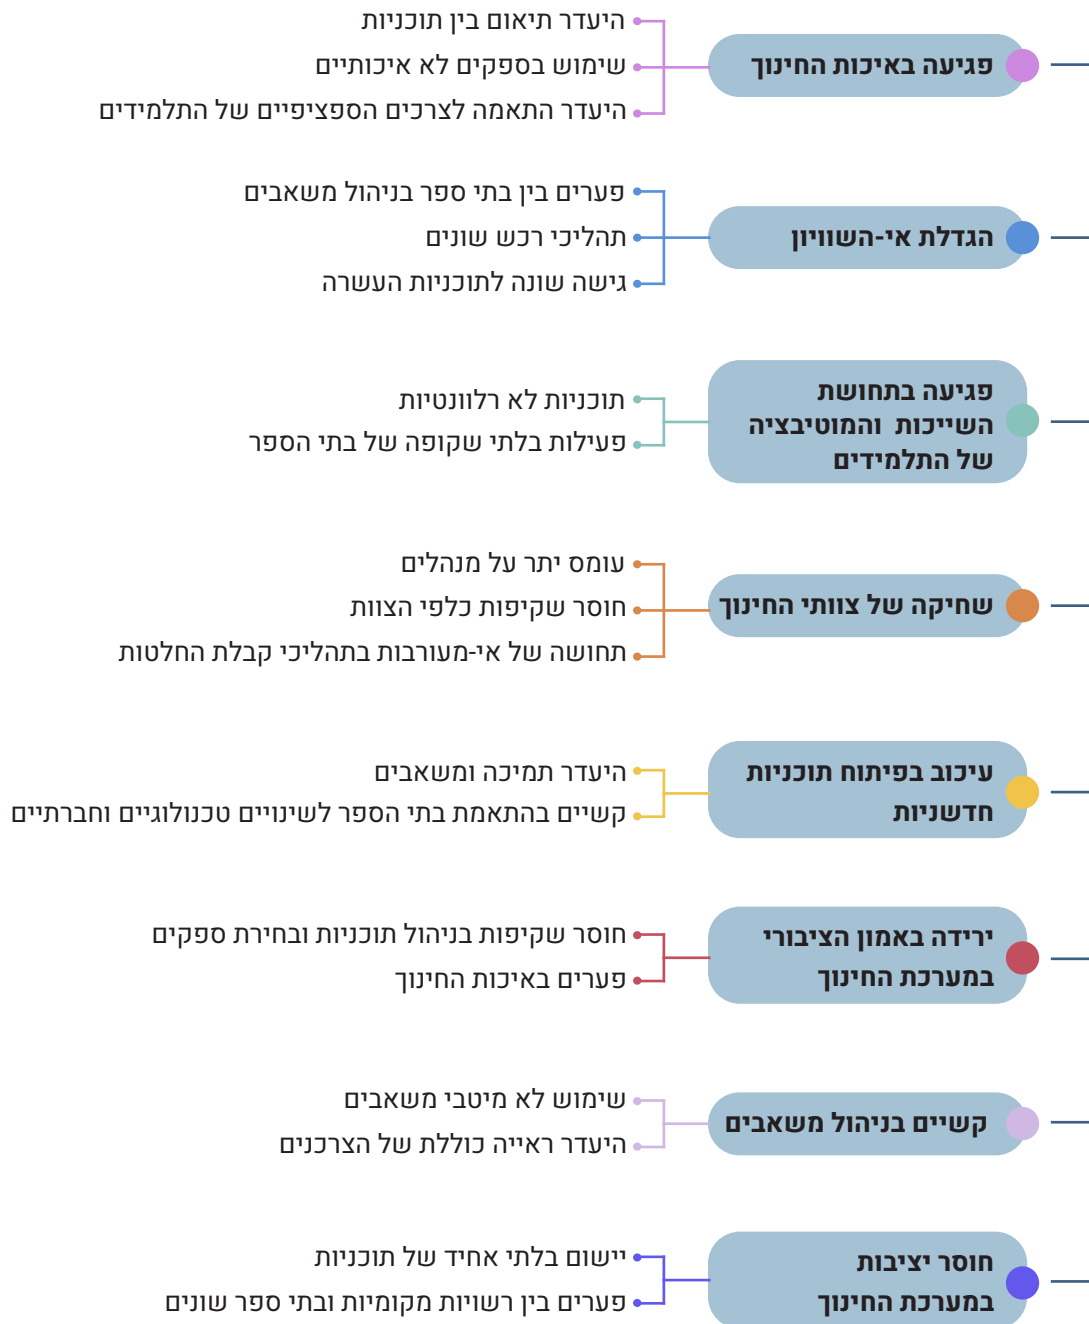 פגיעה באיכות החינוך
היעדר תיאום בין תוכניות
שימוש בספקים לא איכותיים
היעדר התאמה לצרכים הספציפיים של התלמידים
הגדלת אי-השוויון
פערים בין בתי ספר בניהול משאבים
תהליכי רכש שונים
גישה שונה לתוכניות העשרה
פגיעה בתחושת
השייכות והמוטיבציה
של התלמידים
תוכניות לא רלוונטיות
פעילות בלתי שקופה של בתי הספר
שחיקה של צוותי החינוך
עומס יתר על מנהלים
חוסר שקיפות כלפי הצוות
תחושה של אי-מעורבות בתהליכי קבלת החלטות
עיכוב בפיתוח תוכניות
חדשניות
היעדר תמיכה ומשאבים
קשיים בהתאמת בתי הספר לשינויים טכנולוגיים וחברתיים
ירידה באמון הציבורי
במערכת החינוך
חוסר שקיפות בניהול תוכניות ובחירת ספקים
פערים באיכות החינוך
קשיים בניהול משאבים
שימוש לא מיטבי משאבים
היעדר ראייה כוללת של הצרכנים
חוסר יציבות
במערכת החינוך
יישום בלתי אחיד של תוכניות
פערים בין רשויות מקומיות ובתי ספר שונים